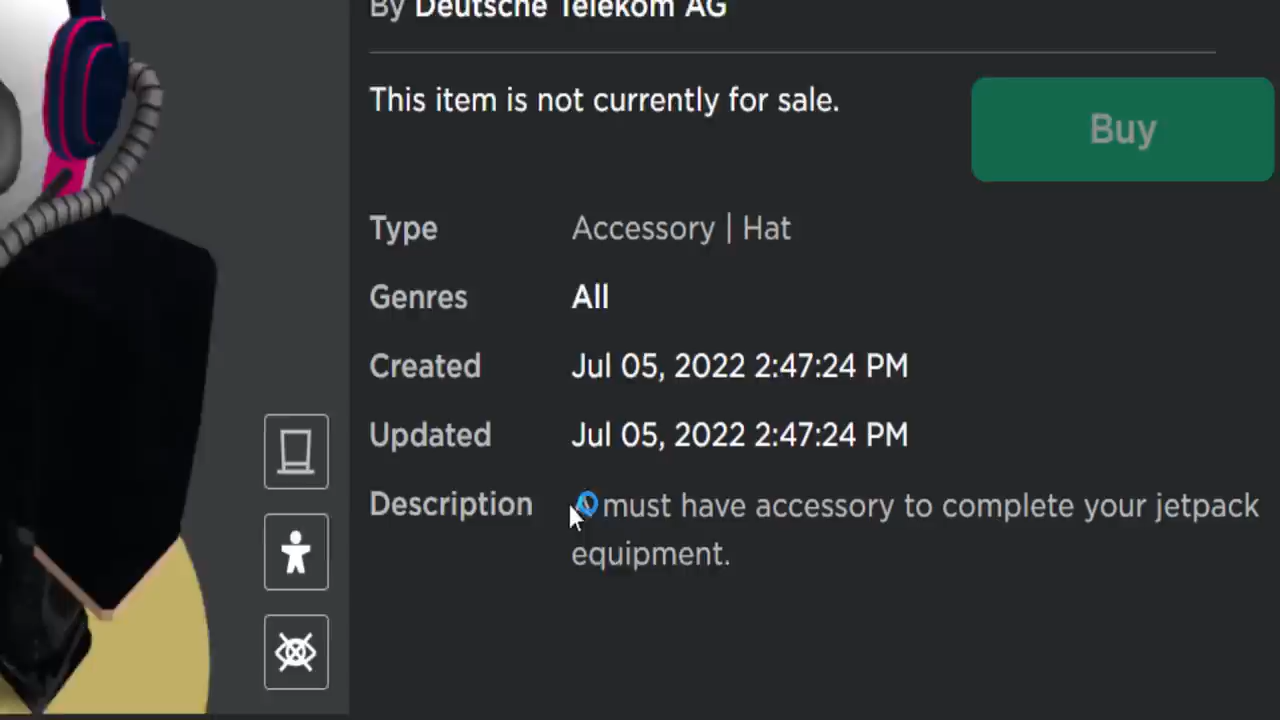 By Deutsche Telekom AG
This item is not currently for sale.
Buy
Type Accessory | Hat
Genres All
Created Jul 05, 2022 2:47:24 PM
Updated Jul 05, 2022 2:47:24 PM
Description A must have accessory to complete your jetpack
equipment.